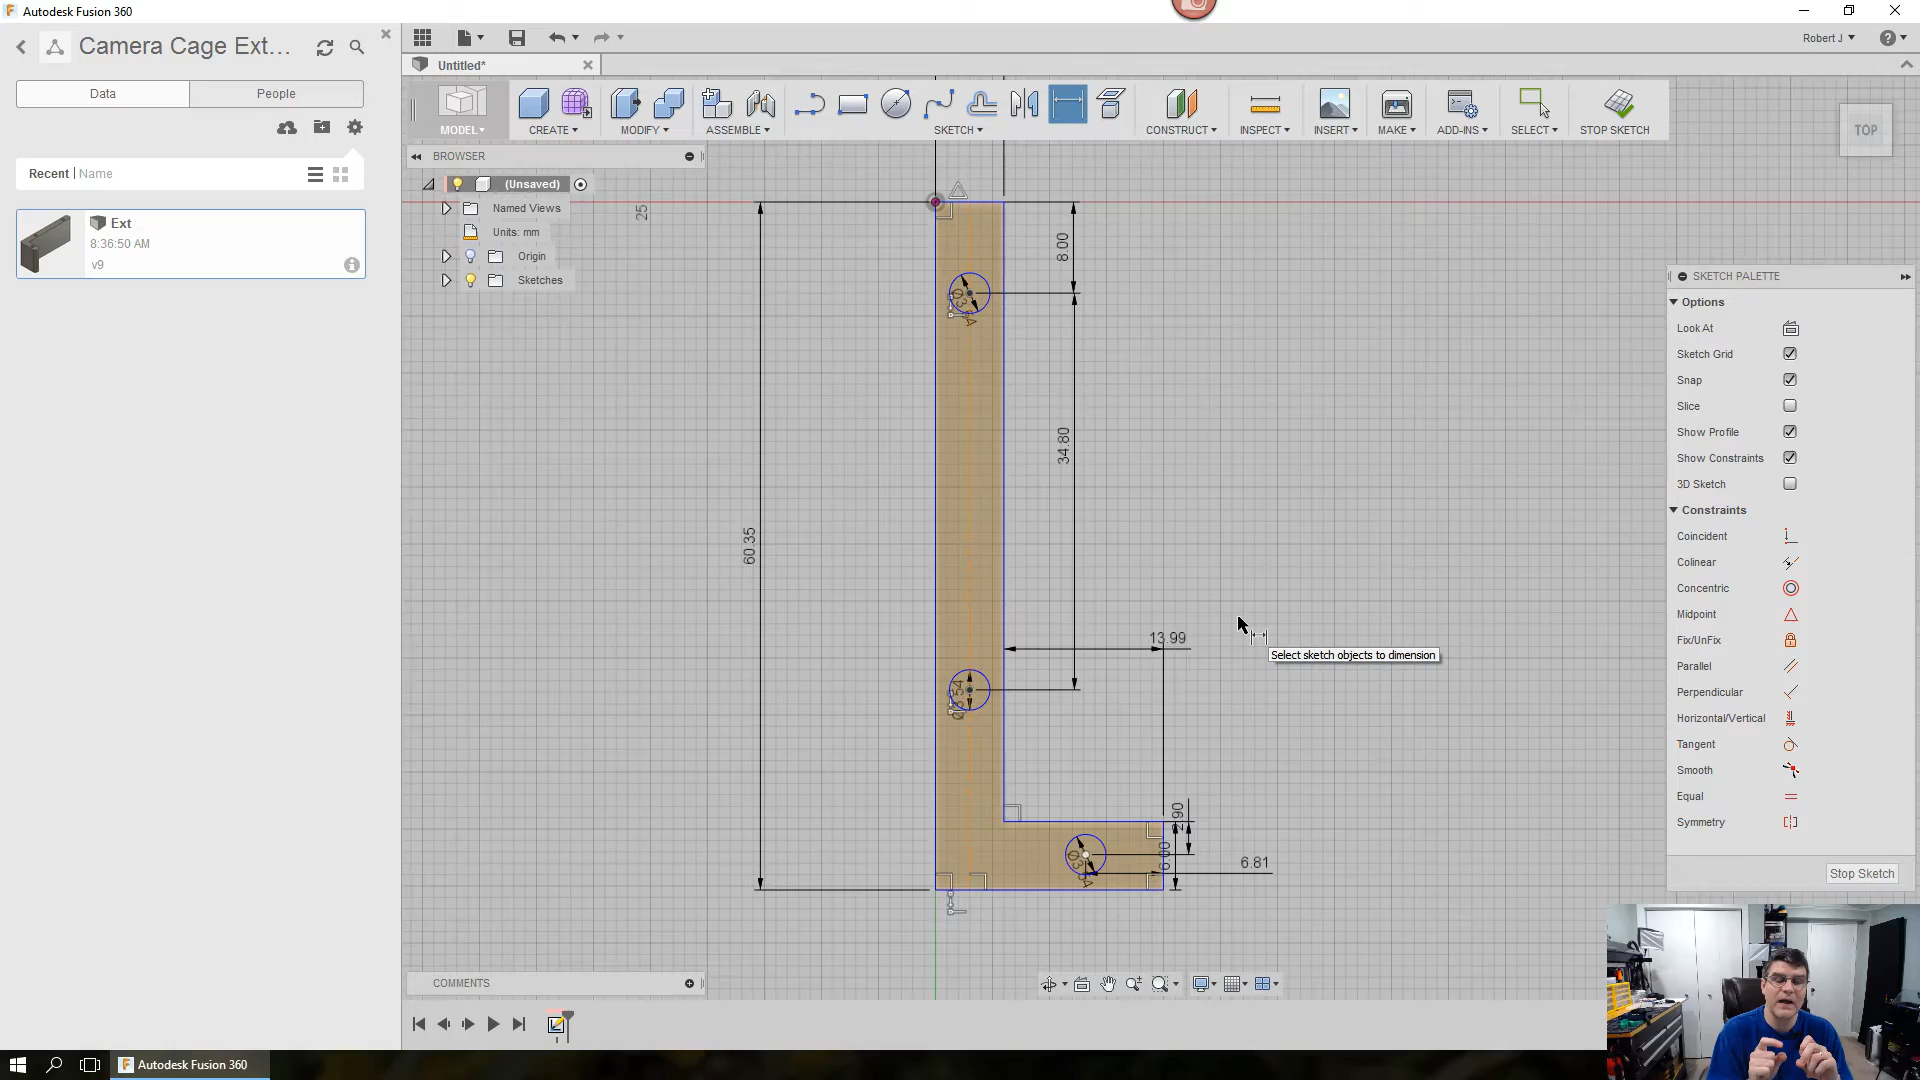 Autodesk Fusion 360
Camera Cage Ext...
Robert J
Untitled*
Data
People
MODEL
CREATE
MODIFY
ASSEMBLE
SKETCH
CONSTRUCT
INSPECT
INSERT
MAKE
ADD-INS
SELECT
STOP SKETCH
TOP
Recent | Name
Ext
8:36:50 AM
v9
BROWSER
(Unsaved)
Named Views
Units: mm
Origin
Sketches
25
8.00
34.80
60.35
13.99
2.90
6.00
6.81
Select sketch objects to dimension
SKETCH PALETTE
Options
Look At
Sketch Grid
Snap
Slice
Show Profile
Show Constraints
3D Sketch
Constraints
Coincident
Colinear
Concentric
Midpoint
Fix/UnFix
Parallel
Perpendicular
Horizontal/Vertical
Tangent
Smooth
Equal
Symmetry
Stop Sketch
COMMENTS
Autodesk Fusion 360